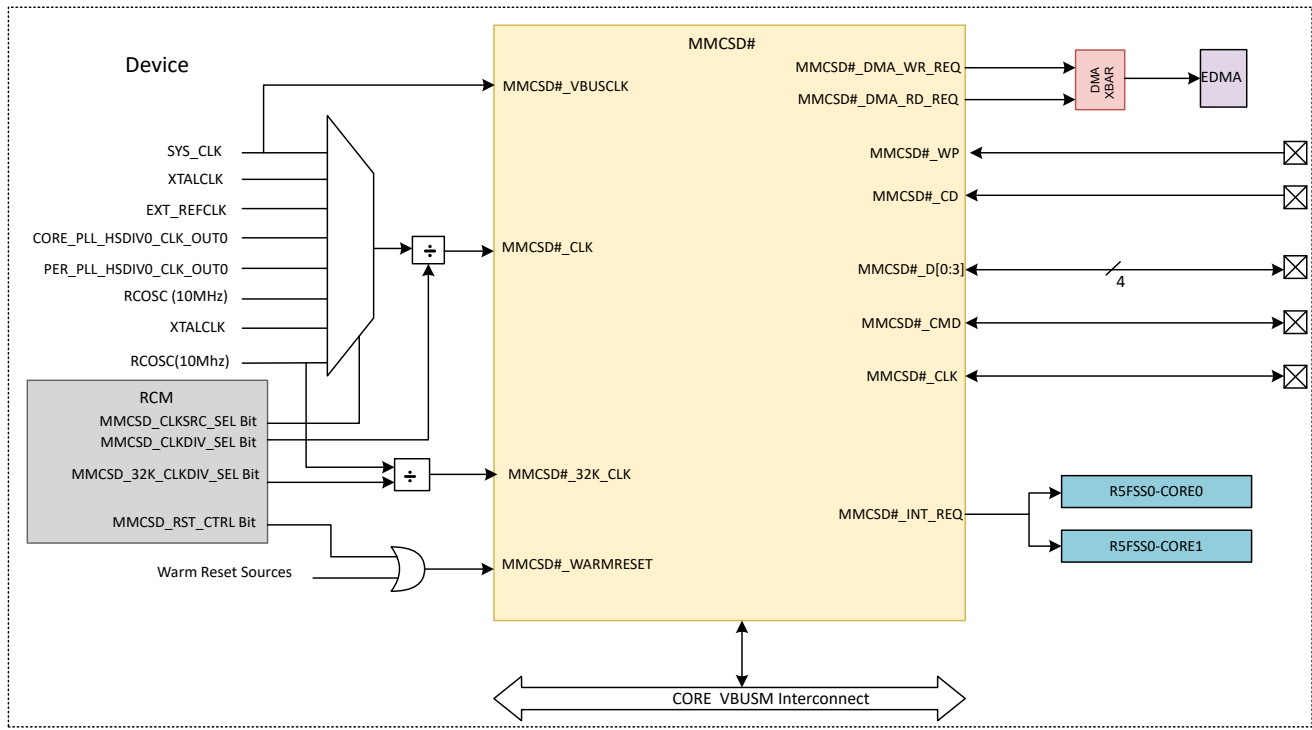 Device
SYS_CLK
XTALCLK
EXT_REFCLK
CORE_PLL_HSDIV0_CLK_OUT0
PER_PLL_HSDIV0_CLK_OUT0
RCOSC (10MHz)
XTALCLK
RCOSC(10Mhz)
RCM
MMCSD_CLKSRC_SEL Bit
MMCSD_CLKDIV_SEL Bit
MMCSD_32K_CLKDIV_SEL Bit
MMCSD_RST_CTRL Bit
Warm Reset Sources
÷
÷
MMCSD#
MMCSD#_VBUSCLK
MMCSD#_CLK
MMCSD#_32K_CLK
MMCSD#_WARMRESET
MMCSD#_DMA_WR_REQ
MMCSD#_DMA_RD_REQ
MMCSD#_WP
MMCSD#_CD
MMCSD#_D[0:3]
MMCSD#_CMD
MMCSD#_CLK
MMCSD#_INT_REQ
DMA
XBAR
EDMA
4
R5FSS0-CORE0
R5FSS0-CORE1
CORE VBUSM Interconnect